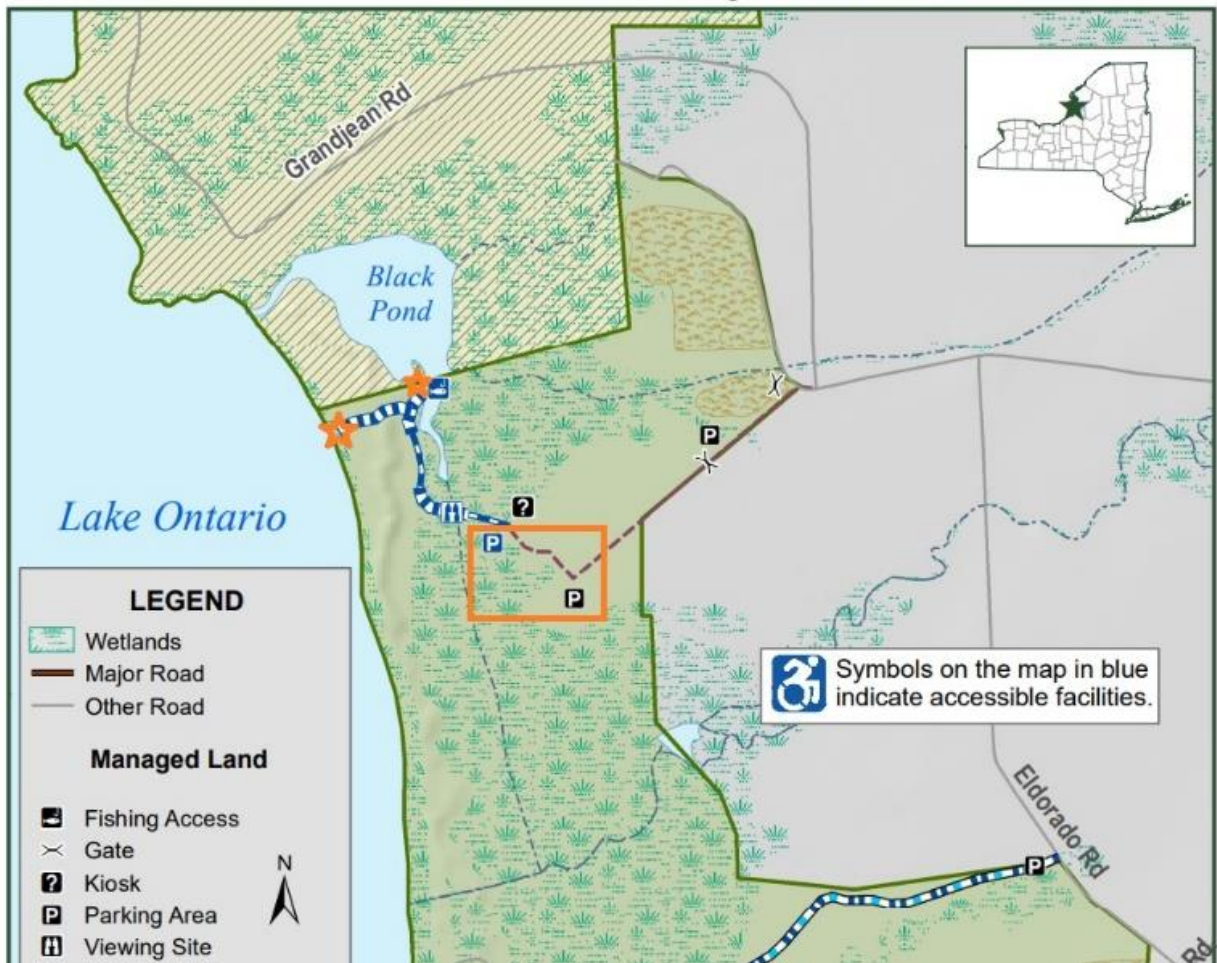 Grandjean Rd
Black
Pond
P
Lake Ontario
?
P
P
LEGEND
Wetlands
Major Road
Other Road
Symbols on the map in blue
indicate accessible facilities.
Managed Land
Fishing Access
Gate
? Kiosk
P Parking Area
Viewing Site
N
Eldorado Rd
P
Rd